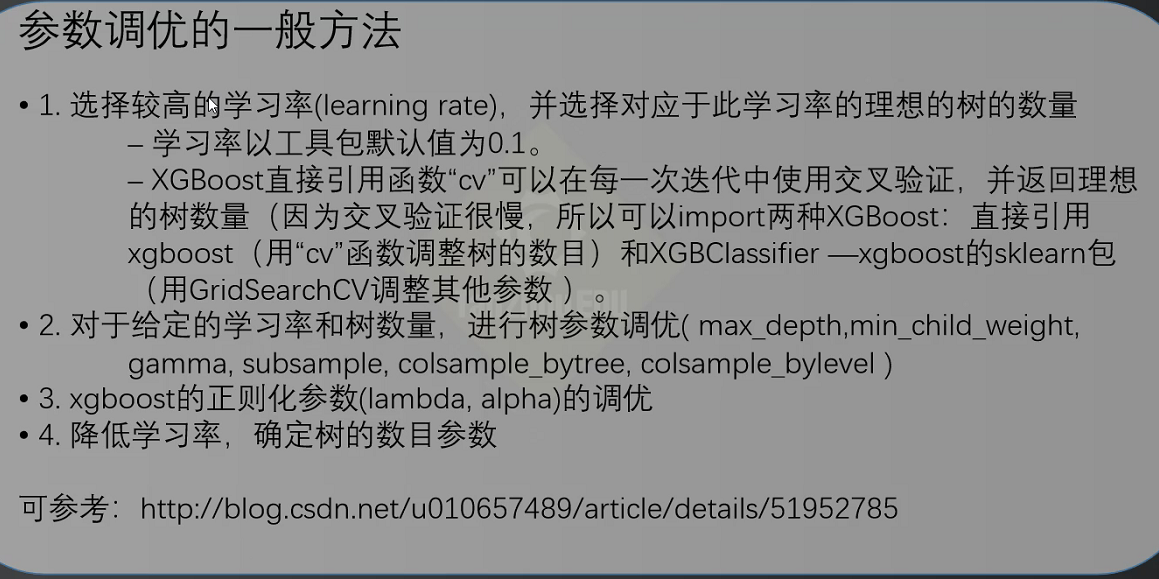 参数调优的一般方法
• 1. 选择较高的学习率(learning rate)，并选择对应于此学习率的理想的树的数量
– 学习率以工具包默认值为0.1。
– XGBoost直接引用函数“cv”可以在每一次迭代中使用交叉验证，并返回理想
的树数量（因为交叉验证很慢，所以可以import两种XGBoost：直接引用
xgboost（用“cv”函数调整树的数目）和XGBClassifier —xgboost的sklearn包
（用GridSearchCV调整其他参数 ）。
• 2. 对于给定的学习率和树数量，进行树参数调优( max_depth,min_child_weight,
gamma, subsample, colsample_bytree, colsample_bylevel )
• 3. xgboost的正则化参数(lambda, alpha)的调优
• 4. 降低学习率，确定树的数目参数
可参考：http://blog.csdn.net/u010657489/article/details/51952785